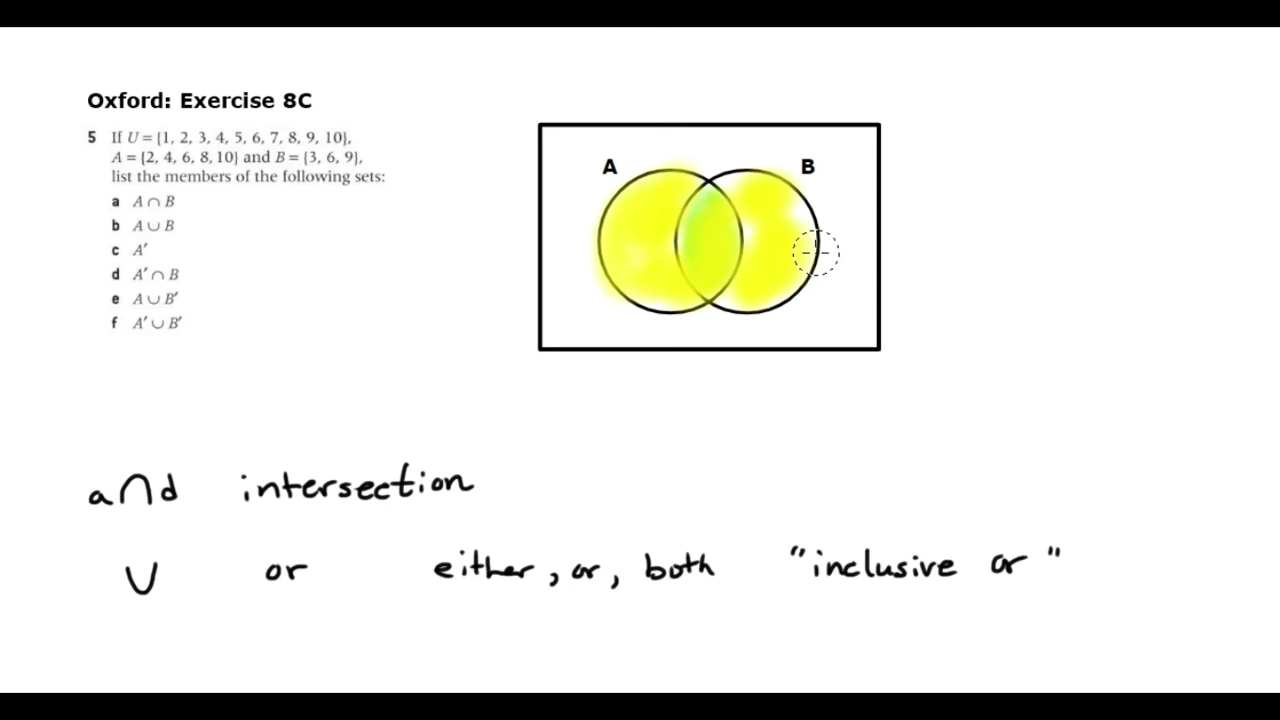 Oxford: Exercise 8C
5 If U = {1, 2, 3, 4, 5, 6, 7, 8, 9, 10},
A = {2, 4, 6, 8, 10} and B = {3, 6, 9},
list the members of the following sets:
a A ∩ B
b A ∪ B
c A′
d A′ ∩ B
e A ∪ B′
f A′ ∪ B′
A B
a∩d intersection
∪ or either, or, both "inclusive or"